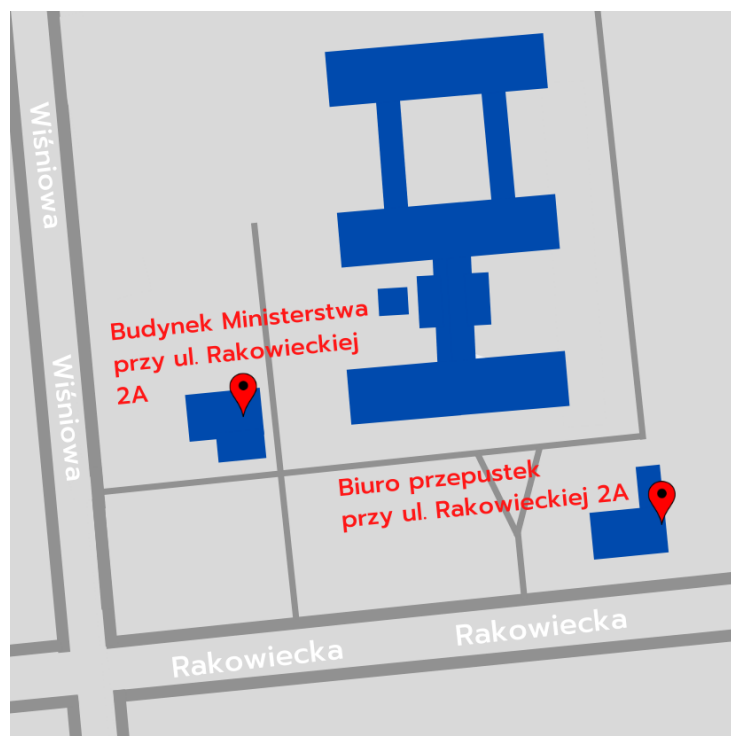 Wiśniowa
Budynek Ministerstwa
przy ul. Rakowieckiej
2A
Wiśniowa
Biuro przepustek
przy ul. Rakowieckiej 2A
Rakowiecka
Rakowiecka